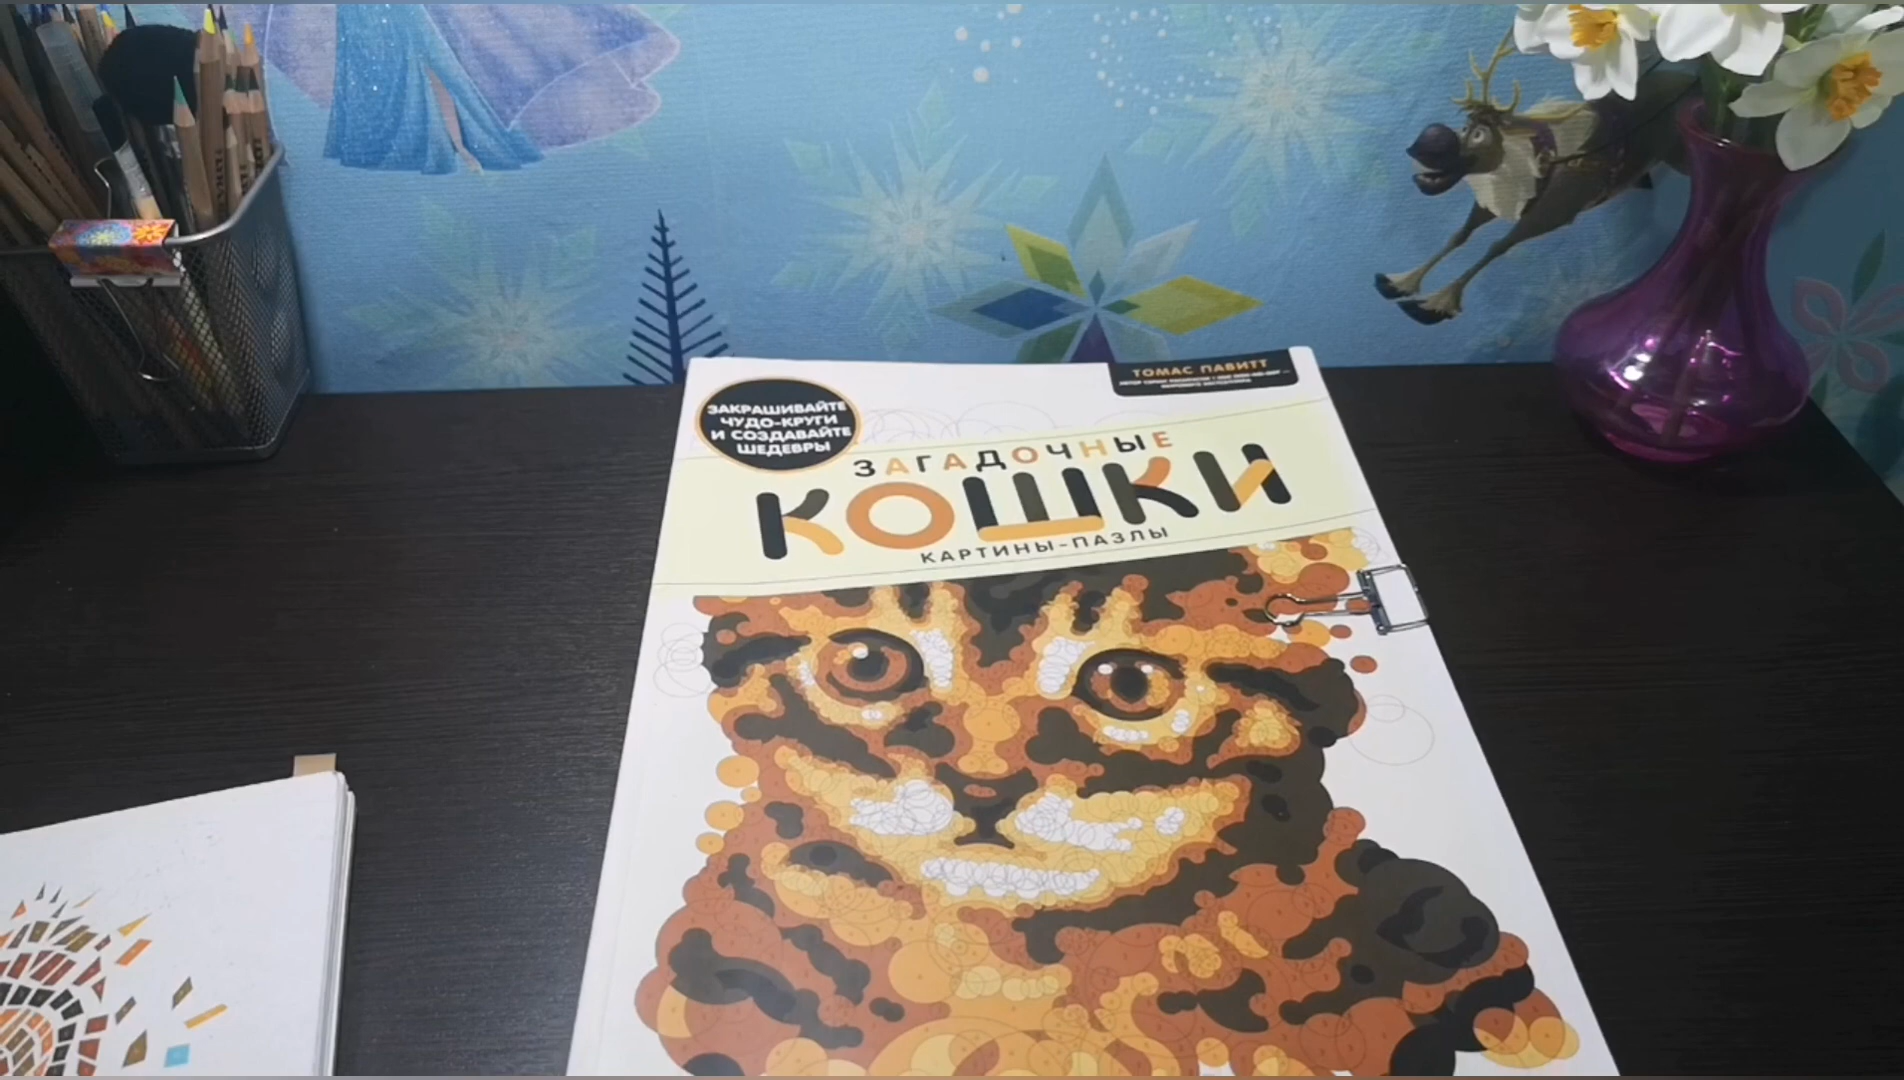 ТОМАС ПАВИТТ
ЗАКРАШИВАЙТЕ
ЧУДО-КРУГИ
И СОЗДАВАЙТЕ
ШЕДЕВРЫ
ЗАГАДОЧНЫЕ
КОШКИ
КАРТИНЫ-ПАЗЛЫ